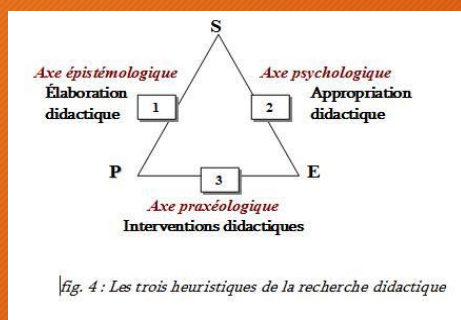 S
Axe épistémologique
Élaboration
didactique
1
Axe psychologique
Appropriation
didactique
2
P
3
E
Axe praxéologique
Interventions didactiques
fig. 4 : Les trois heuristiques de la recherche didactique